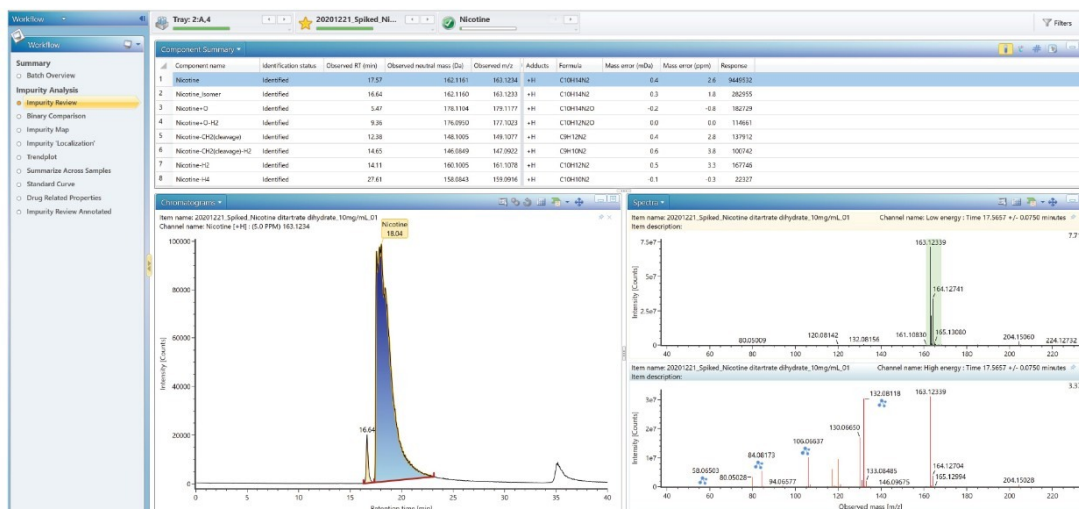 Workflow
Tray: 2:A,4
20201221_Spiked_Ni...
Nicotine
Filters
Workflow
Summary
Batch Overview
Impurity Analysis
Impurity Review
Binary Comparison
Impurity Map
Impurity 'Localization'
Trendplot
Summarize Across Samples
Standard Curve
Drug Related Properties
Impurity Review Annotated
Component Summary
Component name Identification status Observed RT (min) Observed neutral mass (Da) Observed m/z Adducts Formula Mass error (mDa) Mass error (ppm) Response
1 Nicotine Identified 17.57 162.1161 163.1234 +H C10H14N2 0.4 2.6 9449532
2 Nicotine_Isomer Identified 16.64 162.1160 163.1233 +H C10H14N2 0.3 1.8 282955
3 Nicotine+O Identified 5.47 178.1104 179.1177 +H C10H14N2O -0.2 -0.8 182729
4 Nicotine+O-H2 Identified 9.36 176.0950 177.1023 +H C10H12N2O 0.0 0.0 114661
5 Nicotine-CH2(cleavage) Identified 12.38 148.1005 149.1077 +H C9H12N2 0.4 2.8 137912
6 Nicotine-CH2(cleavage)-H2 Identified 14.65 146.0849 147.0922 +H C9H10N2 0.6 3.8 100742
7 Nicotine-H2 Identified 14.11 160.1005 161.1078 +H C10H12N2 0.5 3.3 167746
8 Nicotine-H4 Identified 27.61 158.0843 159.0916 +H C10H10N2 -0.1 -0.3 22327
Chromatograms
Item name: 20201221_Spiked_Nicotine ditartrate dihydrate_10mg/mL_01
Channel name: Nicotine [+H] : (5.0 PPM) 163.1234
Nicotine
18.04
16.64
Intensity [Counts]
100000
80000
60000
40000
20000
0
0 5 10 15 20 25 30 35 40
Retention time [min]
Spectra
Item name: 20201221_Spiked_Nicotine ditartrate dihydrate_10mg/mL_01 Channel name: Low energy : Time 17.5657 +/- 0.0750 minutes
Item description:
Intensity [Counts]
7.5e7
5e7
2.5e7
0
163.12339
164.12741
80.05009 120.08142 132.08156 161.10830 165.13080 204.15060 224.12732
40 60 80 100 120 140 160 180 200 220
Item name: 20201221_Spiked_Nicotine ditartrate dihydrate_10mg/mL_01 Channel name: High energy : Time 17.5657 +/- 0.0750 minutes
Item description:
Intensity [Counts]
3e7
2e7
1e7
0
132.08118 163.12339
130.06650
106.06637
84.08173
58.06503 80.05028 94.06577 133.08485 146.09675 164.12704
165.12994 204.15028
40 60 80 100 120 140 160 180 200 220
Observed mass [m/z]